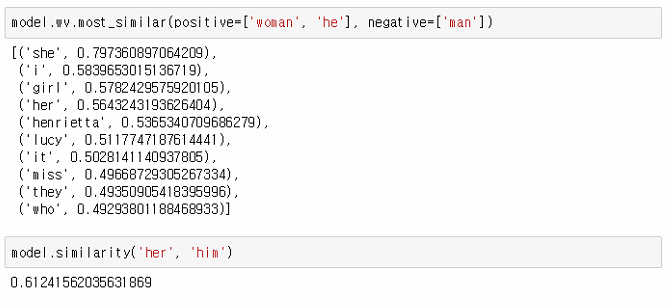 model.wv.most_similar(positive=['woman', 'he'], negative=['man'])
[('she', 0.797360897064209),
('i', 0.5839653015136719),
('girl', 0.5782429575920105),
('her', 0.5643243193626404),
('henrietta', 0.5365340709686279),
('lucy', 0.5117747187614441),
('it', 0.5028141140937805),
('miss', 0.49668729305267334),
('they', 0.49350905418395996),
('who', 0.49293801188468933)]
model.similarity('her', 'him')
0.61241562035631869